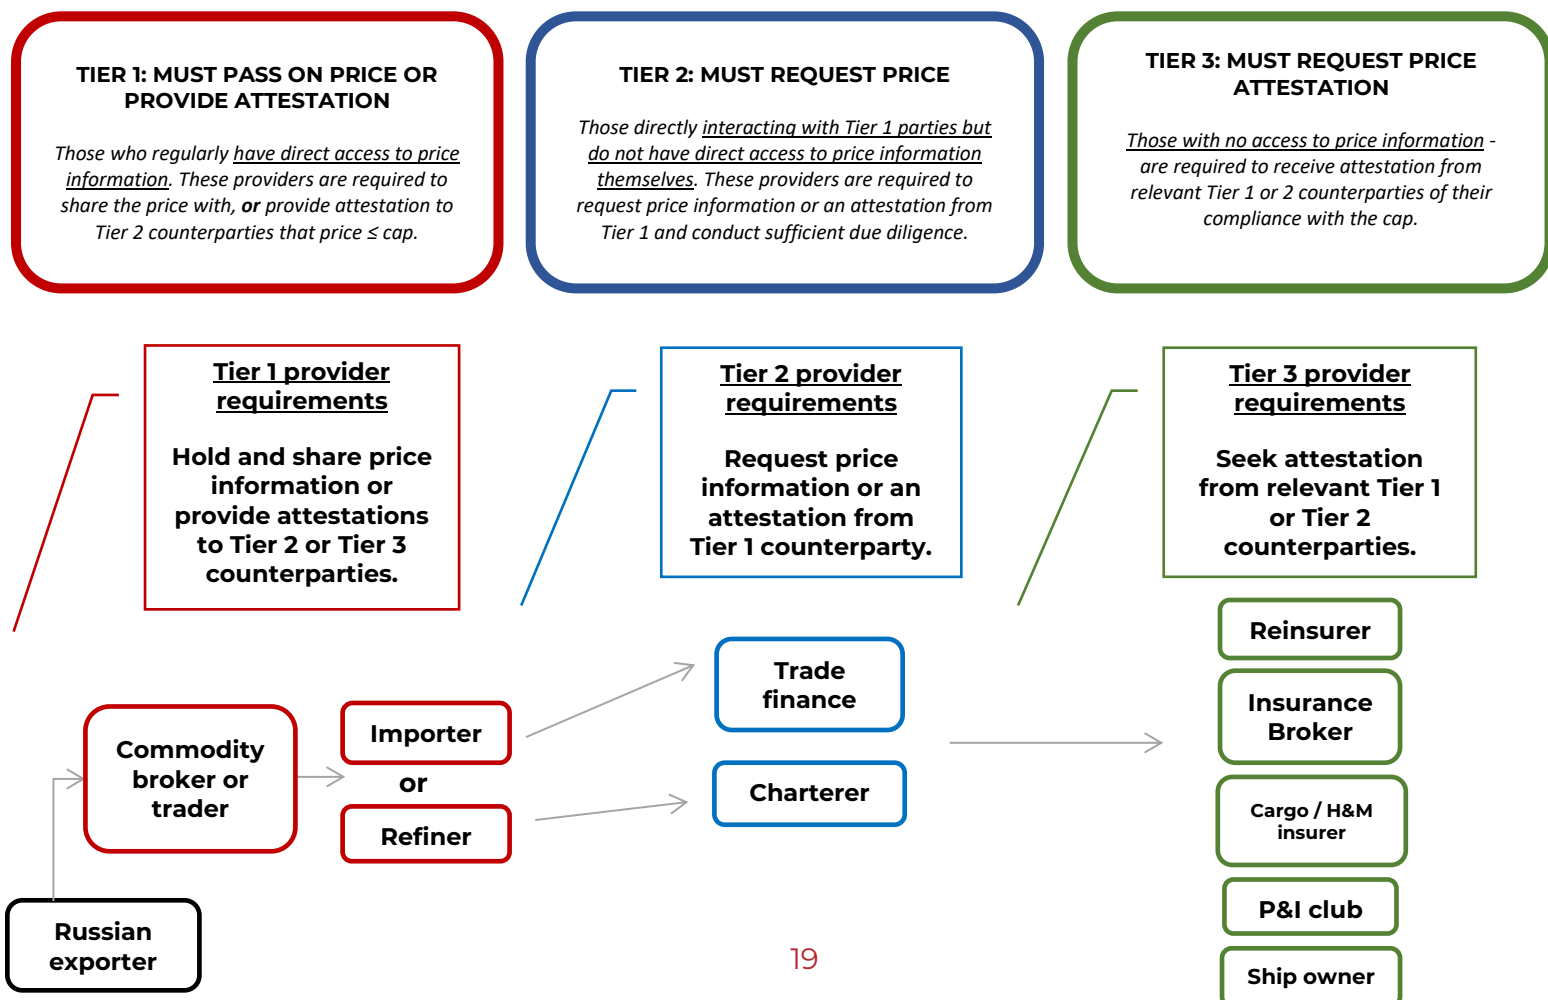 TIER 1: MUST PASS ON PRICE OR
PROVIDE ATTESTATION
Those who regularly have direct access to price
information. These providers are required to
share the price with, or provide attestation to
Tier 2 counterparties that price ≤ cap.
TIER 2: MUST REQUEST PRICE
Those directly interacting with Tier 1 parties but
do not have direct access to price information
themselves. These providers are required to
request price information or an attestation from
Tier 1 and conduct sufficient due diligence.
TIER 3: MUST REQUEST PRICE
ATTESTATION
Those with no access to price information -
are required to receive attestation from
relevant Tier 1 or 2 counterparties of their
compliance with the cap.
Tier 1 provider
requirements
Hold and share price
information or
provide attestations
to Tier 2 or Tier 3
counterparties.
Tier 2 provider
requirements
Request price
information or an
attestation from
Tier 1 counterparty.
Tier 3 provider
requirements
Seek attestation
from relevant Tier 1
or Tier 2
counterparties.
Russian
exporter
Commodity
broker or
trader
Importer
or
Refiner
Trade
finance
Charterer
Reinsurer
Insurance
Broker
Cargo / H&M
insurer
P&I club
Ship owner
19